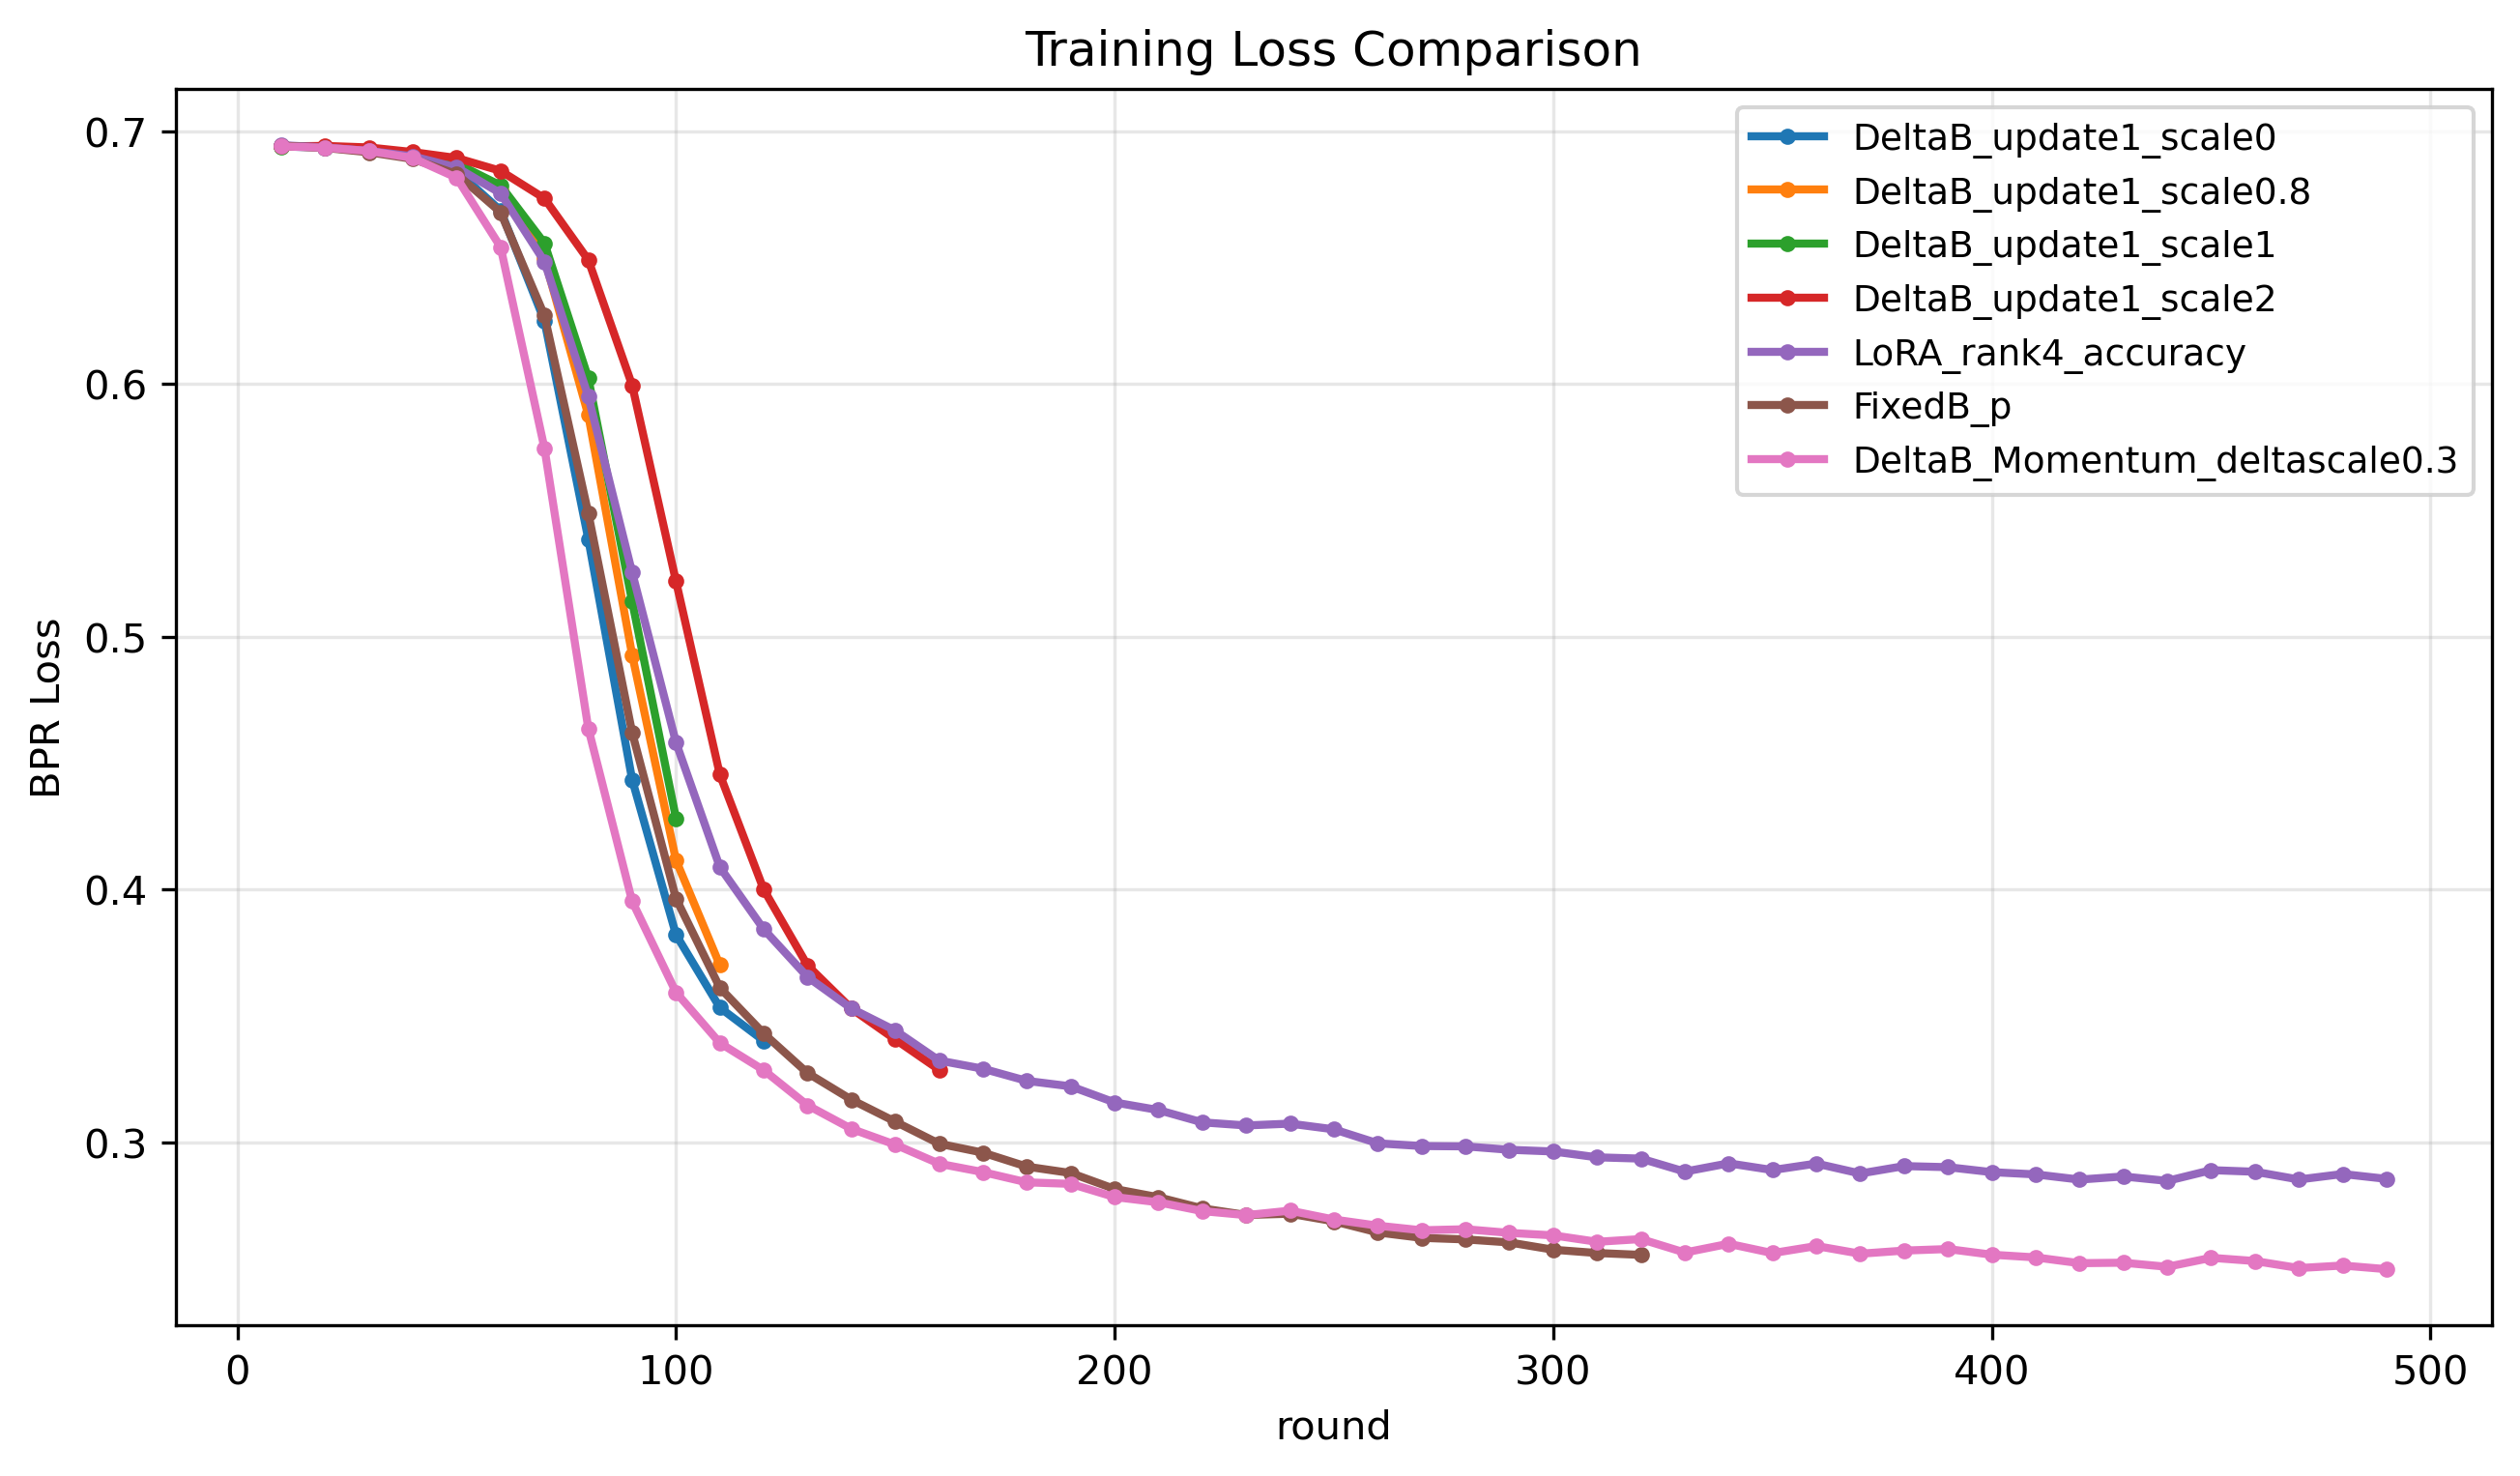 Training Loss Comparison
0.7
0.6
0.5
0.4
0.3
BPR Loss
DeltaB_update1_scale0
DeltaB_update1_scale0.8
DeltaB_update1_scale1
DeltaB_update1_scale2
LoRA_rank4_accuracy
FixedB_p
DeltaB_Momentum_deltascale0.3
0 100 200 300 400 500
round